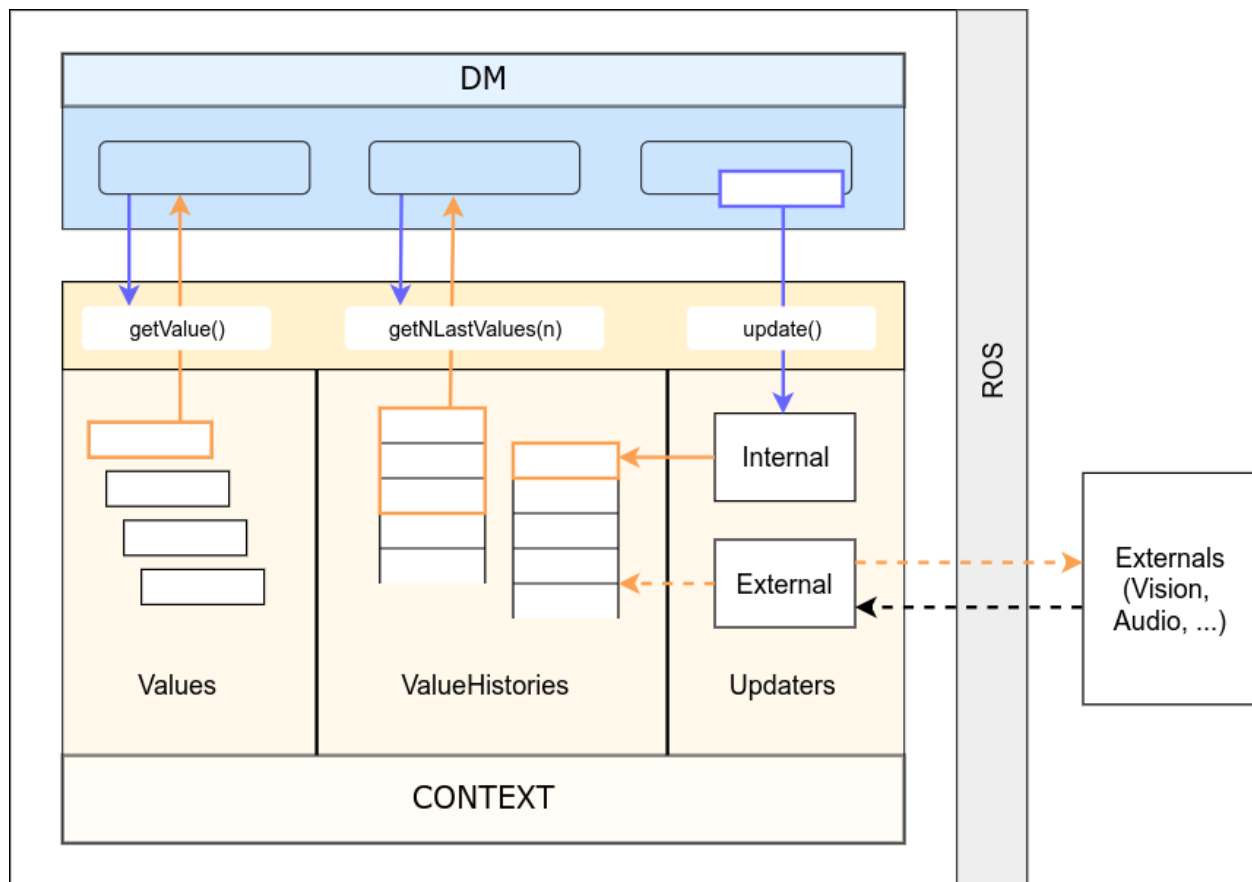 DM
getValue()
getNLastValues(n)
update()
ROS
Internal
External
Externals
(Vision,
Audio, ...)
Values
ValueHistories
Updaters
CONTEXT